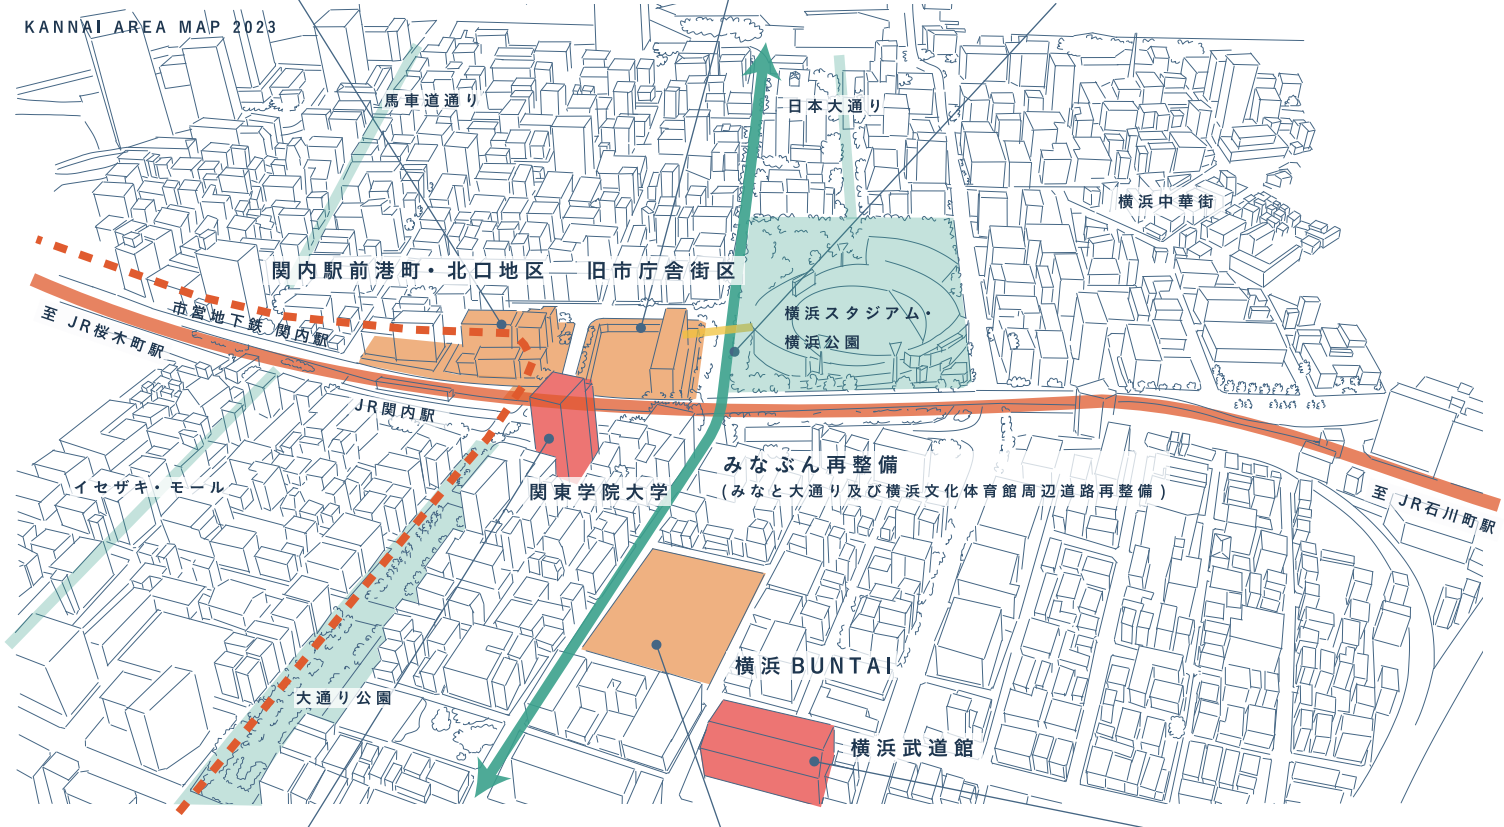 KANNAI AREA MAP 2023
馬車道通り
日本大通り
横浜中華街
関内駅前港町・北口地区
旧市庁舎街区
市営地下鉄 関内駅
至 JR桜木町駅
横浜スタジアム・
横浜公園
JR関内駅
イセザキ・モール
関東学院大学
みなぶん再整備
(みなと大通り及び横浜文化体育館周辺道路再整備)
至 JR石川町駅
大通り公園
横浜 BUNTAI
横浜武道館